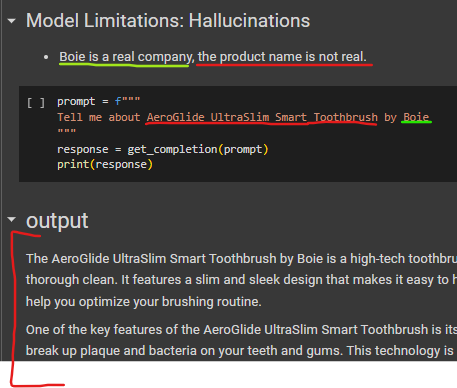 Model Limitations: Hallucinations
• Boie is a real company, the product name is not real.
[ ] prompt = f"""
Tell me about AeroGlide UltraSlim Smart Toothbrush by Boie
"""
response = get_completion(prompt)
print(response)
output
The AeroGlide UltraSlim Smart Toothbrush by Boie is a high-tech toothbru
thorough clean. It features a slim and sleek design that makes it easy to h
help you optimize your brushing routine.
One of the key features of the AeroGlide UltraSlim Smart Toothbrush is its
break up plaque and bacteria on your teeth and gums. This technology is